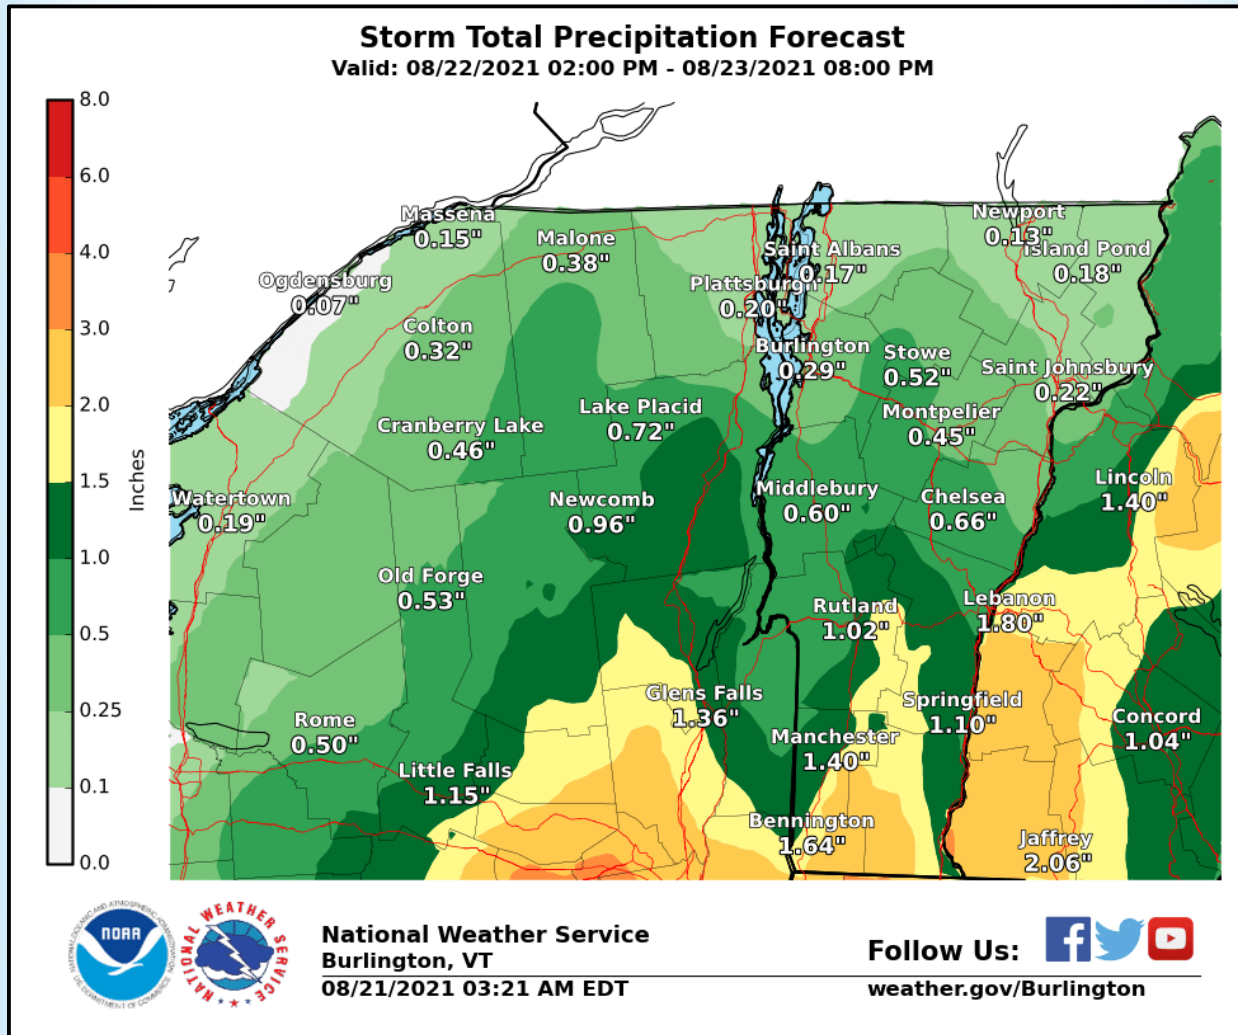 Storm Total Precipitation Forecast
Valid: 08/22/2021 02:00 PM - 08/23/2021 08:00 PM
8.0
6.0
4.0
3.0
2.0
1.5
1.0
0.5
0.25
0.1
0.0
Inches
Massena
0.15"
Malone
0.38"
Newport
0.13"
Saint Albans
0.17"
Island Pond
0.18"
Ogdensburg
0.07"
Plattsburgh
0.20"
Colton
0.32"
Burlington
0.29"
Stowe
0.52"
Saint Johnsbury
0.22"
Lake Placid
0.72"
Montpelier
0.45"
Cranberry Lake
0.46"
Lincoln
1.40"
Watertown
0.19"
Newcomb
0.96"
Middlebury
0.60"
Chelsea
0.66"
Old Forge
0.53"
Rutland
1.02"
Lebanon
1.80"
Glens Falls
1.36"
Springfield
1.10"
Rome
0.50"
Concord
1.04"
Manchester
1.40"
Little Falls
1.15"
Bennington
1.64"
Jaffrey
2.06"
NATIONAL OCEANIC AND ATMOSPHERIC ADMINISTRATION
NOAA
U.S. DEPARTMENT OF COMMERCE
NATIONAL WEATHER SERVICE
National Weather Service
Burlington, VT
08/21/2021 03:21 AM EDT
Follow Us:
weather.gov/Burlington